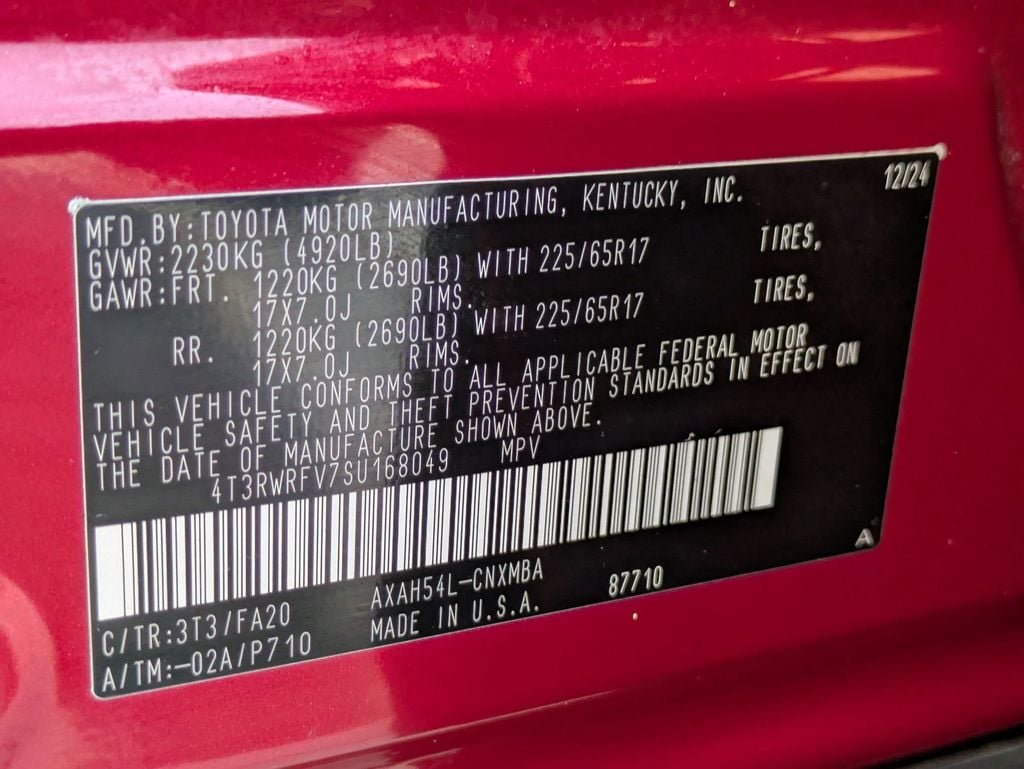 12/24
MFD.BY:TOYOTA MOTOR MANUFACTURING, KENTUCKY, INC.
GVWR:2230KG (4920LB)
GAWR:FRT. 1220KG (2690LB) WITH 225/65R17 TIRES,
17X7.0J RIMS.
RR. 1220KG (2690LB) WITH 225/65R17 TIRES,
17X7.0J RIMS.
THIS VEHICLE CONFORMS TO ALL APPLICABLE FEDERAL MOTOR
VEHICLE SAFETY AND THEFT PREVENTION STANDARDS IN EFFECT ON
THE DATE OF MANUFACTURE SHOWN ABOVE.
4T3RWRFV7SU168049 MPV
A
C/TR:3T3/FA20 AXAH54L-CNXMBA 87710
A/TM:-02A/P710 MADE IN U.S.A.